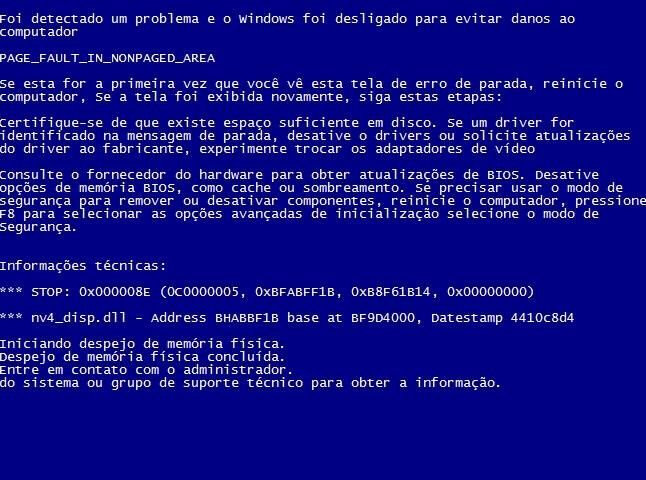 Foi detectado um problema e o Windows foi desligado para evitar danos ao
computador
PAGE_FAULT_IN_NONPAGED_AREA
Se esta for a primeira vez que você vê esta tela de erro de parada, reinicie o
computador, Se a tela foi exibida novamente, siga estas etapas:
Certifique-se de que existe espaço suficiente em disco. Se um driver for
identificado na mensagem de parada, desative o drivers ou solicite atualizações
do driver ao fabricante, experimente trocar os adaptadores de vídeo
Consulte o fornecedor do hardware para obter atualizações de BIOS. Desative
opções de memória BIOS, como cache ou sombreamento. Se precisar usar o modo de
segurança para remover ou desativar componentes, reinicie o computador, pressione
F8 para selecionar as opções avançadas de inicialização selecione o modo de
Segurança.
Informações técnicas:
*** STOP: 0x000008E (0C0000005, 0xBFABFF1B, 0xB8F61B14, 0x00000000)
*** nv4_disp.dll - Address BHABBF1B base at BF9D4000, Datestamp 4410c8d4
Iniciando despejo de memória física.
Despejo de memória física concluída.
Entre em contato com o administrador.
do sistema ou grupo de suporte técnico para obter a informação.